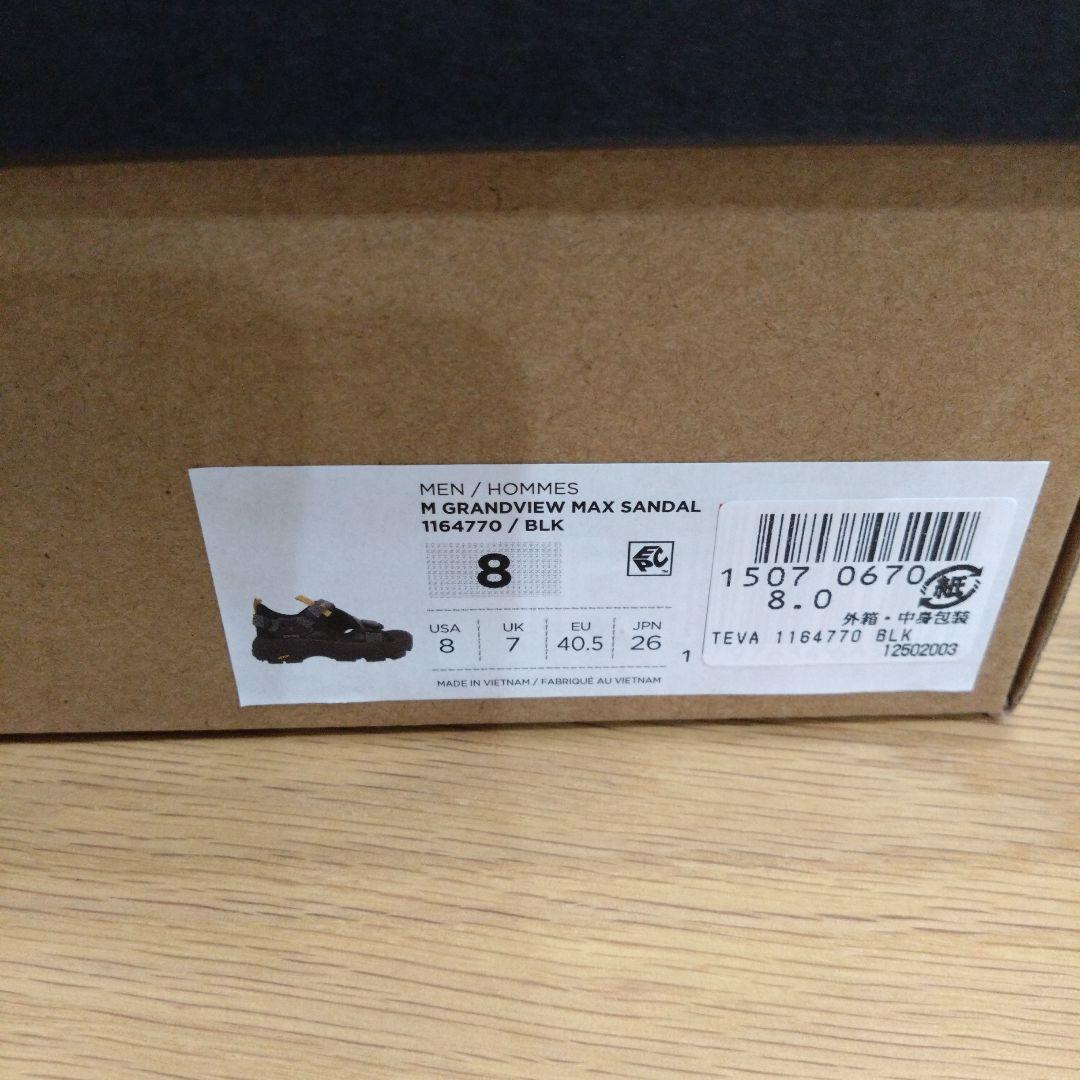 MEN / HOMMES
M GRANDVIEW MAX SANDAL
1164770 / BLK
8
EPC
USA UK EU JPN
8 7 40.5 26
1
MADE IN VIETNAM / FABRIQUÉ AU VIETNAM
1507 0670
8.0
紙
外箱・中身包装
TEVA 1164770 BLK
12502003